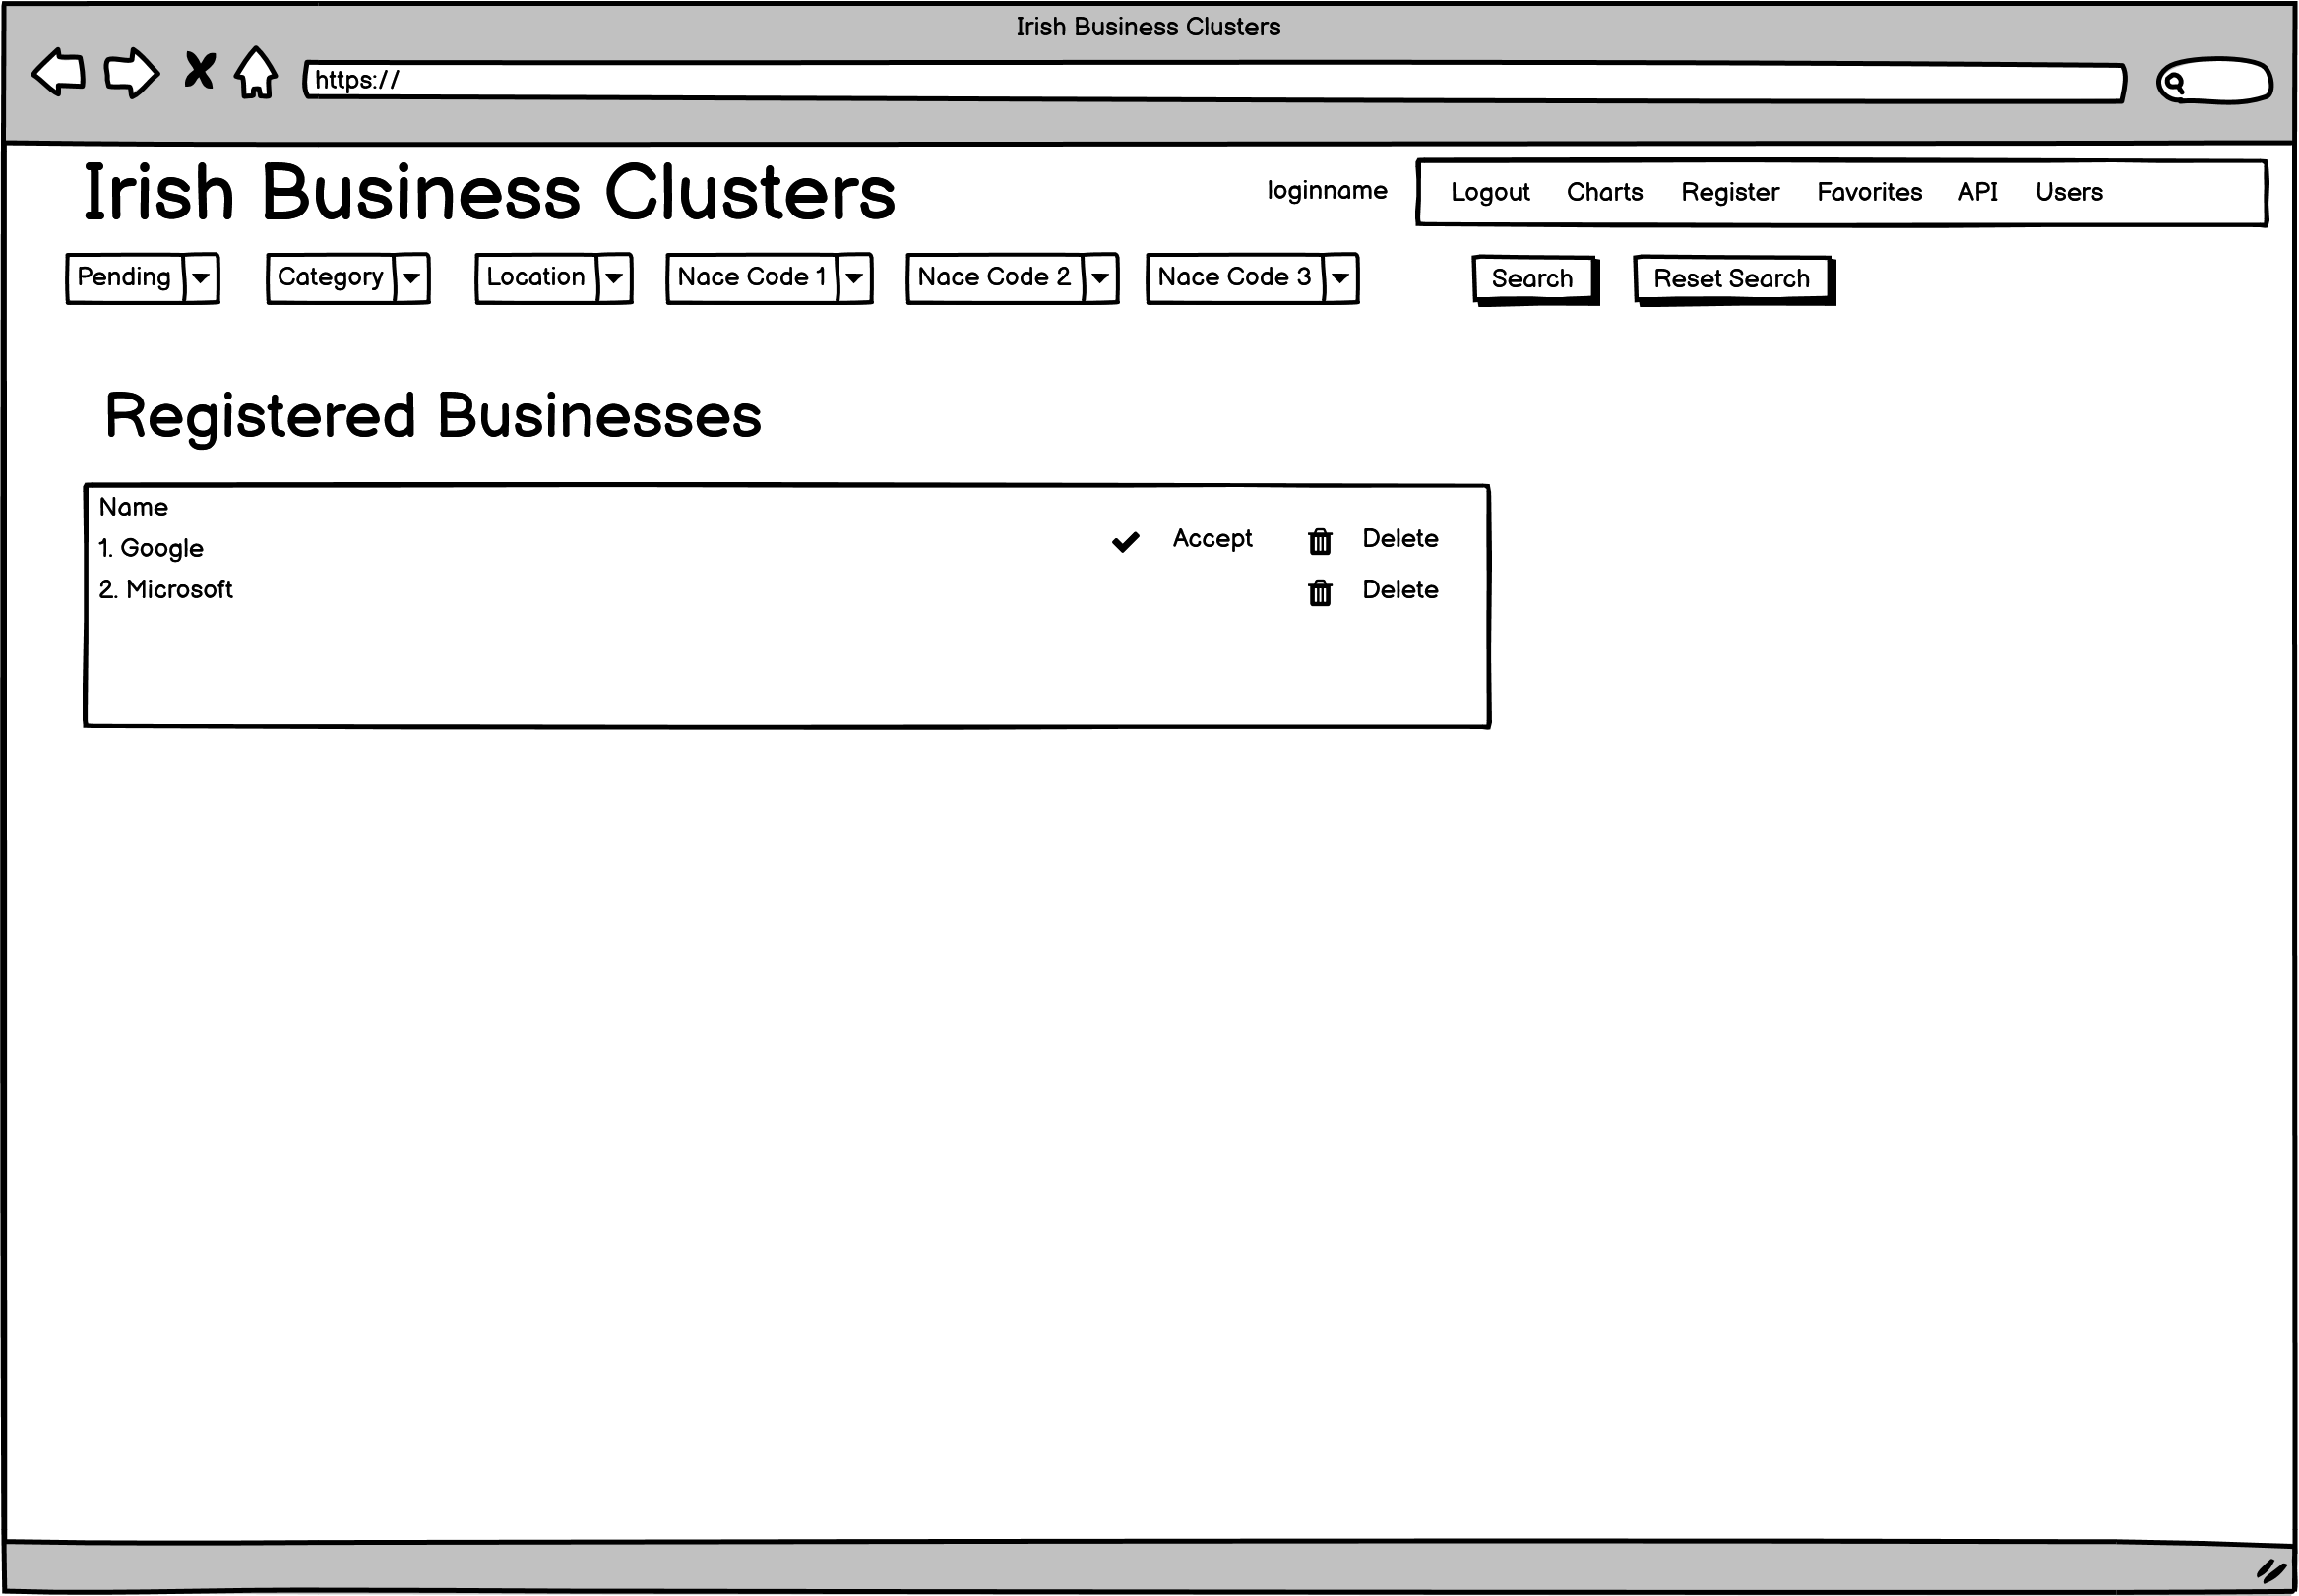 Irish Business Clusters
https://
Irish Business Clusters
loginname
Logout Charts Register Favorites API Users
Pending Category Location Nace Code 1 Nace Code 2 Nace Code 3 Search Reset Search
Registered Businesses
Name
1. Google Accept Delete
2. Microsoft Delete